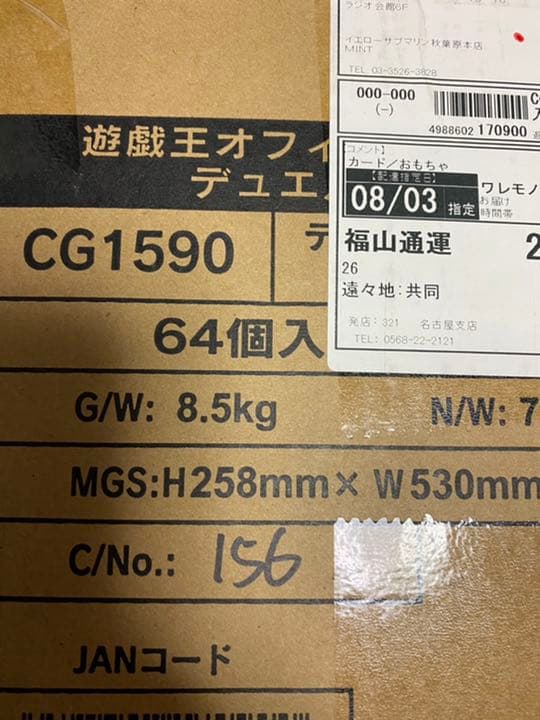 ラジオ会館6F
イエローサブマリン秋葉原本店
MINT
TEL 03-3526-3828
000-000
(-)
4988602 170900
【コメント】
カード/おもちゃ
【配達指定日】
08/03 指定
ワレモノ
お届け
時間帯
福山通運
2
26
遠々地:共同
発店: 321 名古屋支店
TEL: 0568-22-2121
遊戯王オフィ
デュエ
CG1590
デ
64個入
G/W: 8.5kg
N/W: 7
MGS:H258mm× W530mm
C/No.: 156
JANコード